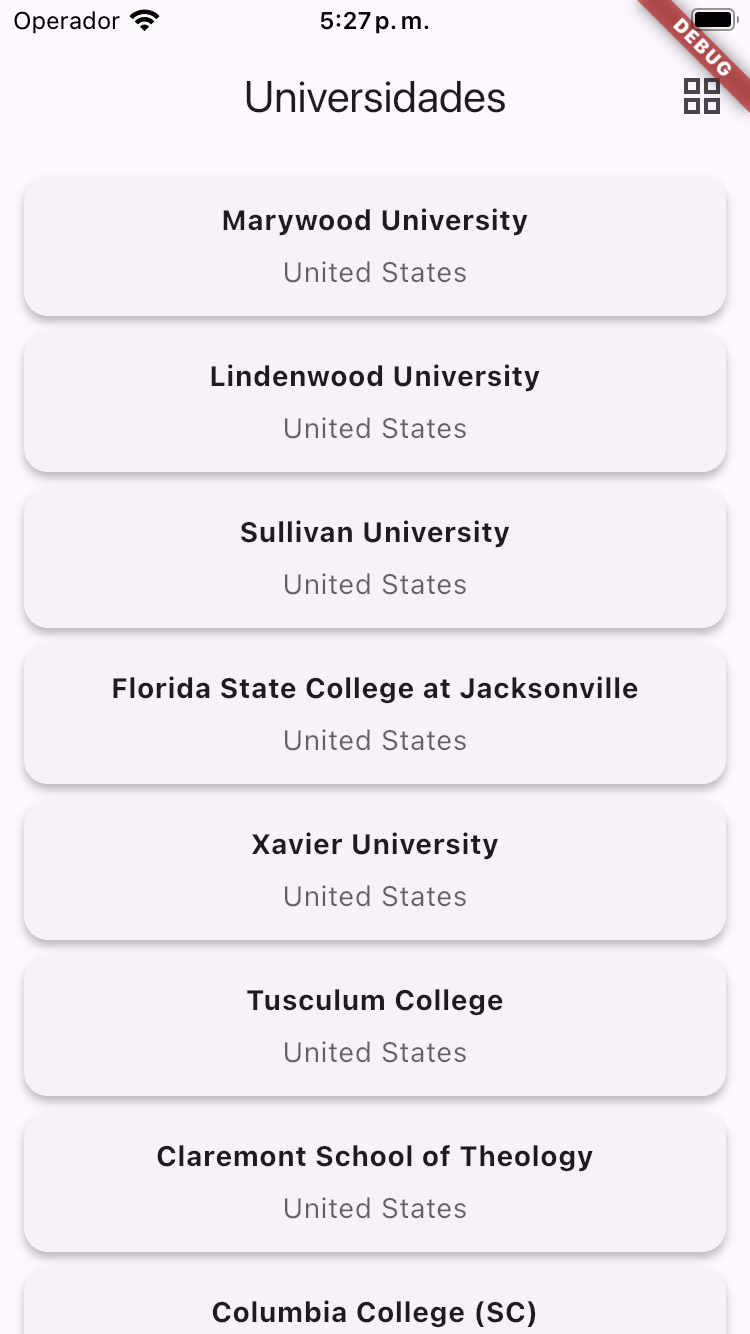 Operador
5:27 p. m.
DEBUG
Universidades
Marywood University
United States
Lindenwood University
United States
Sullivan University
United States
Florida State College at Jacksonville
United States
Xavier University
United States
Tusculum College
United States
Claremont School of Theology
United States
Columbia College (SC)